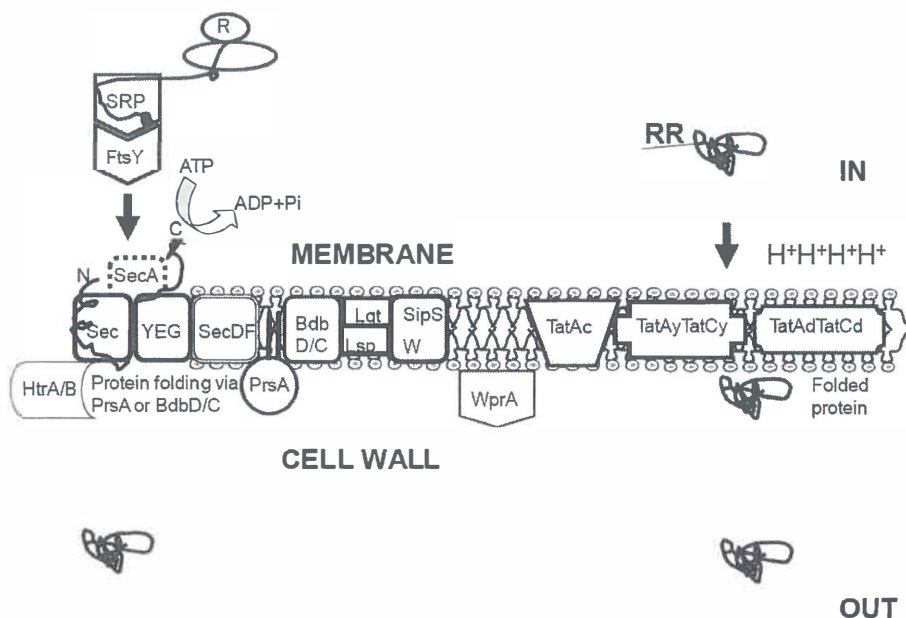 R
SRP
FtsY
RR
IN
ATP
ADP+Pi
C
MEMBRANE
H+H+H+H+
N
SecA
Sec
YEG
SecDF
Bdb
D/C
Lgt
Lsp
SipS
W
TatAc
TatAyTatCy
TatAdTatCd
HtrA/B
Protein folding via
PrsA or BdbD/C
PrsA
WprA
Folded
protein
CELL WALL
OUT